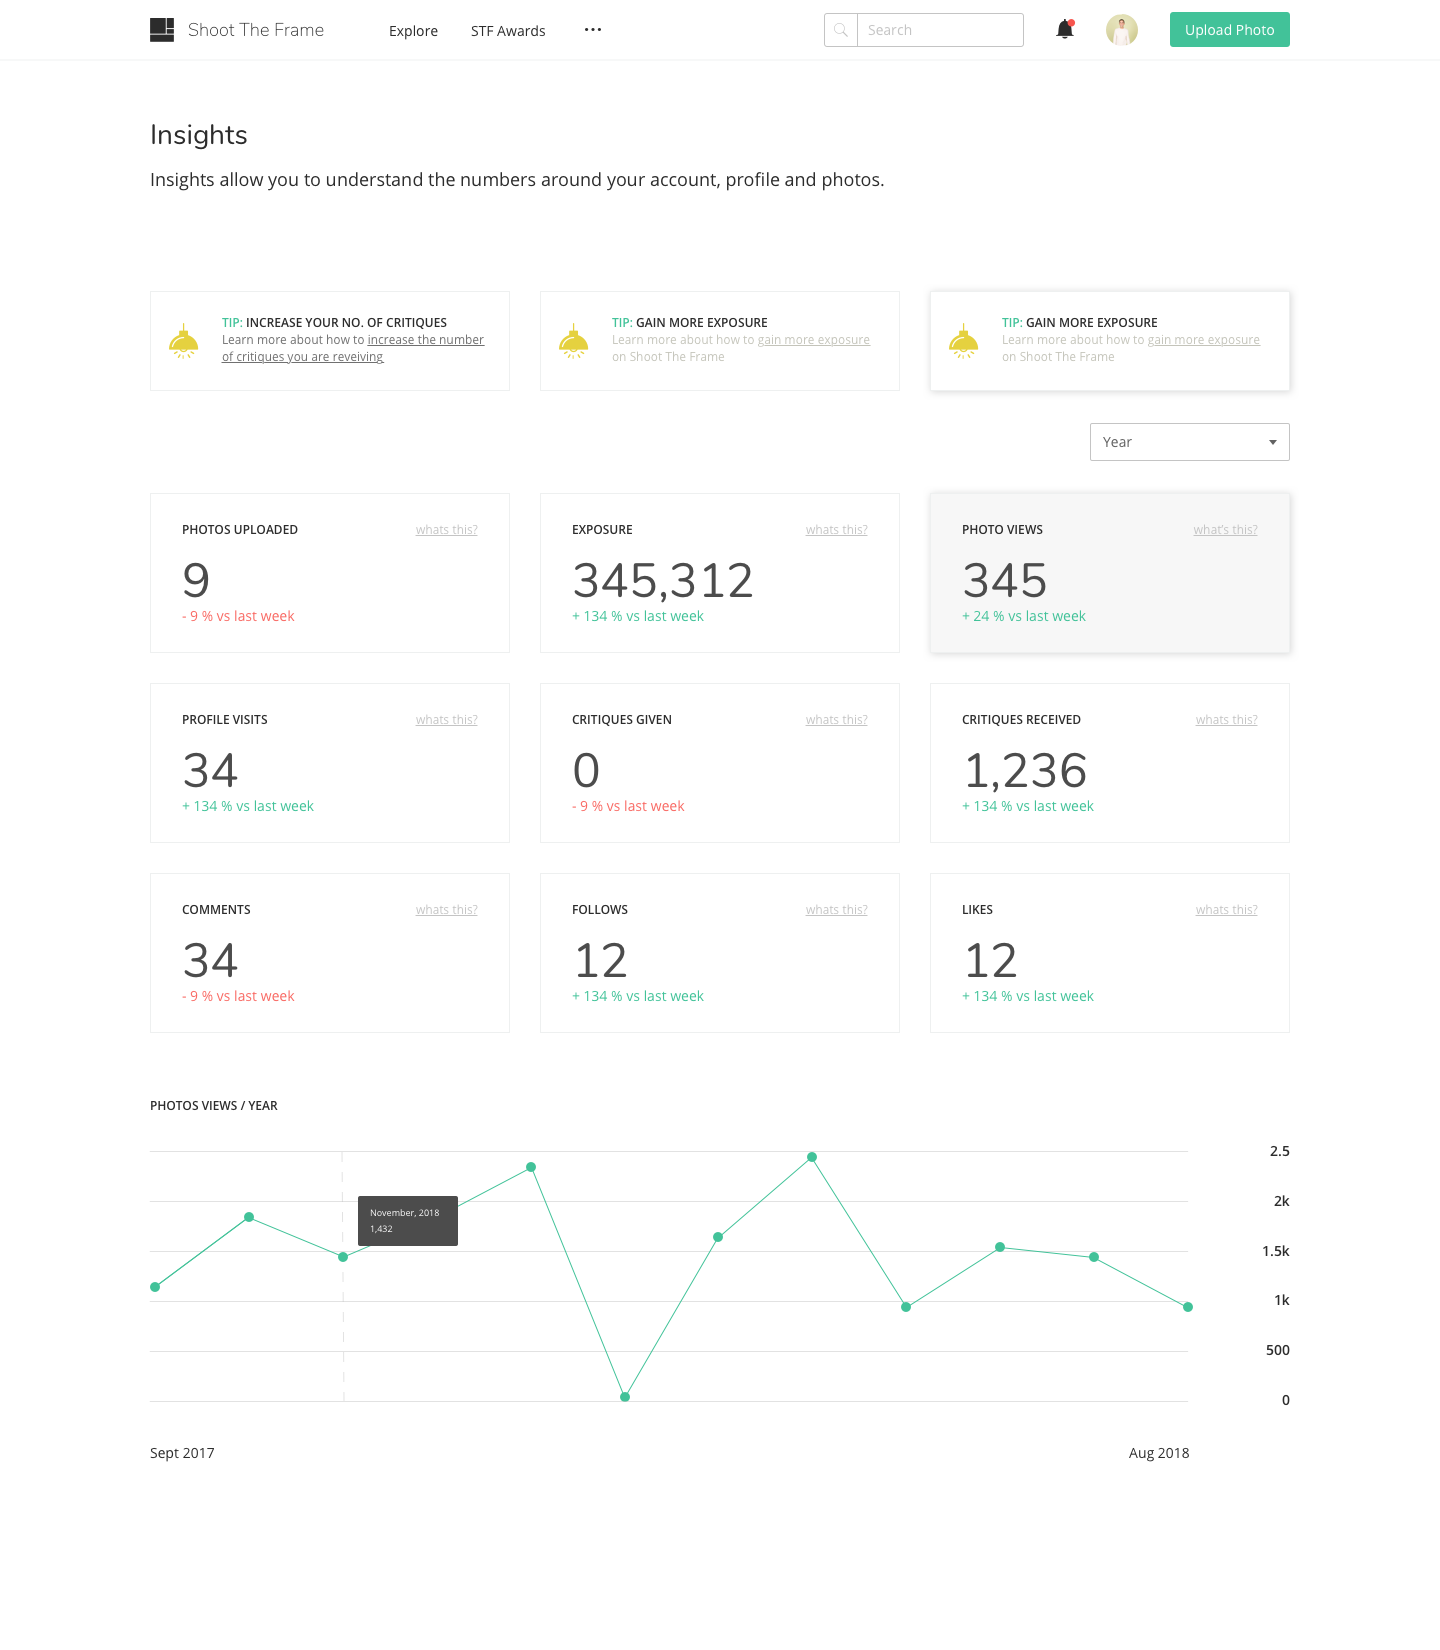 Shoot The Frame
Explore
STF Awards
Search
Upload Photo
Insights
Insights allow you to understand the numbers around your account, profile and photos.
TIP: INCREASE YOUR NO. OF CRITIQUES
Learn more about how to increase the number
of critiques you are reveiving
TIP: GAIN MORE EXPOSURE
Learn more about how to gain more exposure
on Shoot The Frame
TIP: GAIN MORE EXPOSURE
Learn more about how to gain more exposure
on Shoot The Frame
Year
PHOTOS UPLOADED
whats this?
9
- 9 % vs last week
EXPOSURE
whats this?
345,312
+ 134 % vs last week
PHOTO VIEWS
what's this?
345
+ 24 % vs last week
PROFILE VISITS
whats this?
34
+ 134 % vs last week
CRITIQUES GIVEN
whats this?
0
- 9 % vs last week
CRITIQUES RECEIVED
whats this?
1,236
+ 134 % vs last week
COMMENTS
whats this?
34
- 9 % vs last week
FOLLOWS
whats this?
12
+ 134 % vs last week
LIKES
whats this?
12
+ 134 % vs last week
PHOTOS VIEWS / YEAR
2.5
2k
1.5k
1k
500
0
November, 2018
1,432
Sept 2017
Aug 2018